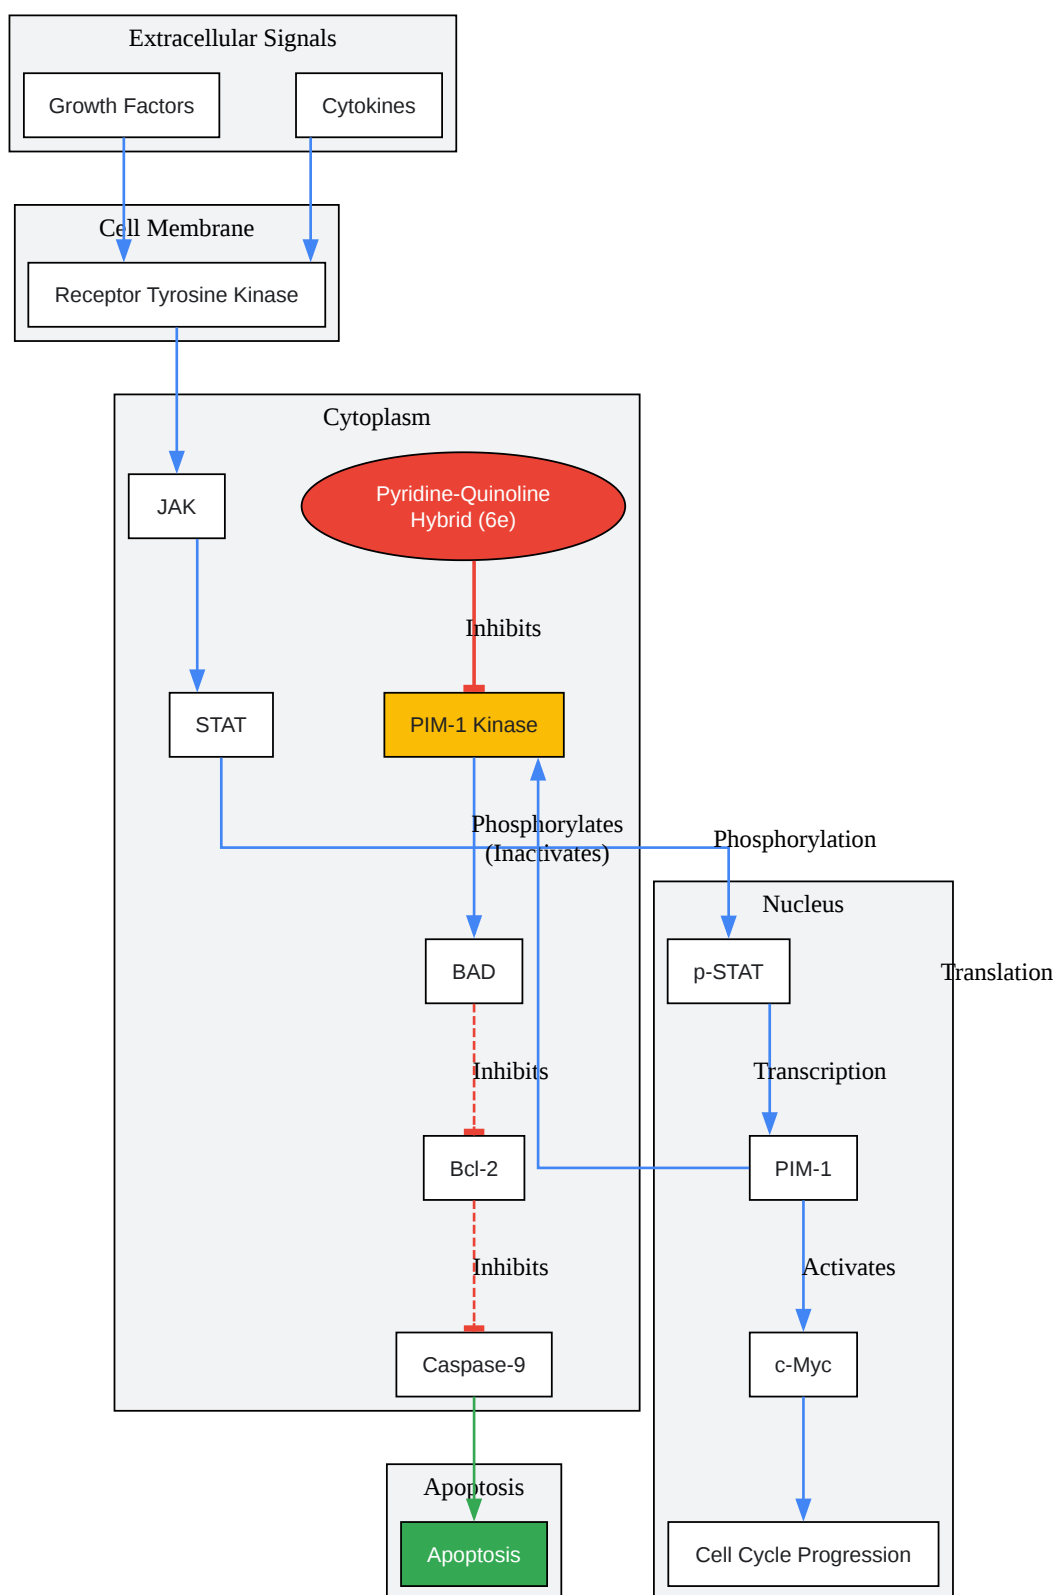 Extracellular Signals
Growth Factors
Cytokines
Cell Membrane
Receptor Tyrosine Kinase
Cytoplasm
JAK
Pyridine-Quinoline
Hybrid (6e)
Inhibits
STAT
PIM-1 Kinase
Phosphorylates
(Inactivates)
Phosphorylation
Nucleus
BAD
p-STAT
Translation
Inhibits
Transcription
Bcl-2
PIM-1
Inhibits
Activates
Caspase-9
c-Myc
Apoptosis
Apoptosis
Cell Cycle Progression